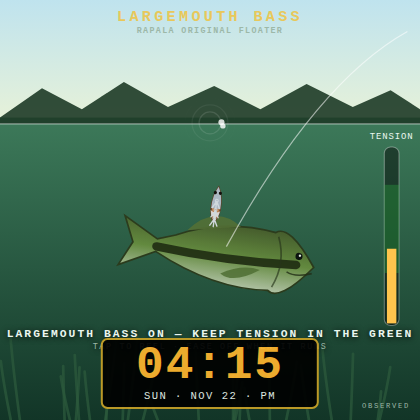 LARGEMOUTH BASS
RAPALA ORIGINAL FLOATER
TENSION
LARGEMOUTH BASS ON — KEEP TENSION IN THE GREEN
04:15
SUN · NOV 22 · PM
OBSERVED